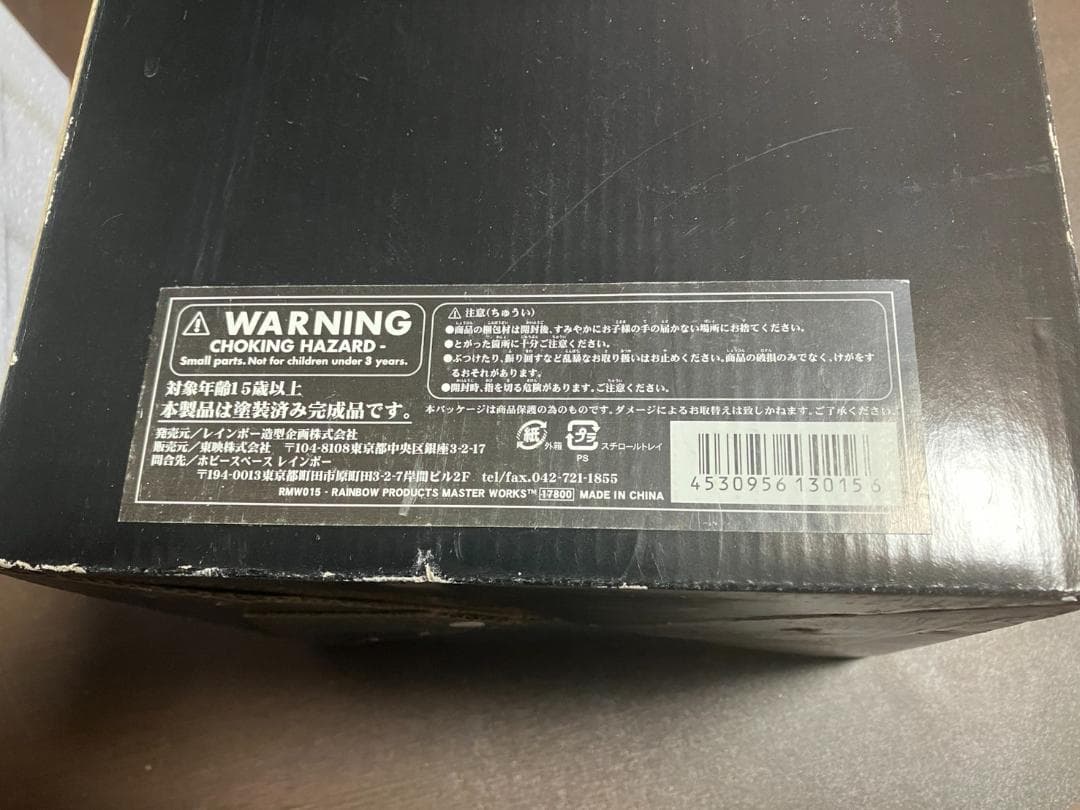 ⚠ WARNING
CHOKING HAZARD -
Small parts. Not for children under 3 years.
対象年齢15歳以上
本製品は塗装済み完成品です。
⚠ 注意(ちゅうい)
●商品の梱包材は開封後、すみやかにお子様の手の届かない場所にお捨てください。
●とがった箇所に十分ご注意ください。
●ぶつけたり、振り回すなど乱暴なお取り扱いはお止めください。商品の破損のみでなく、けがをするおそれがあります。
●開封時、指を切る危険があります。ご注意ください。
本パッケージは商品保護の為のものです。ダメージによるお取替えは致しかねます。ご了承ください。
発売元/レインボー造型企画株式会社
販売元/東映株式会社 〒104-8108東京都中央区銀座3-2-17
問合先/ホビースペース レインボー
〒194-0013東京都町田市原町田3-2-7岸間ビル2F tel/fax.042-721-1855
紙 外箱
プラ スチロールトレイ
PS
RMW015 - RAINBOW PRODUCTS MASTER WORKS™ 17800 MADE IN CHINA
4530956130156